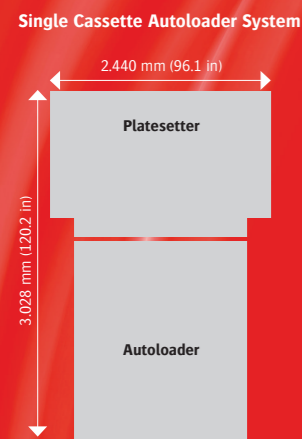 Single Cassette Autoloader System
2.440 mm (96.1 in)
Platesetter
3.028 mm (120.2 in)
Autoloader